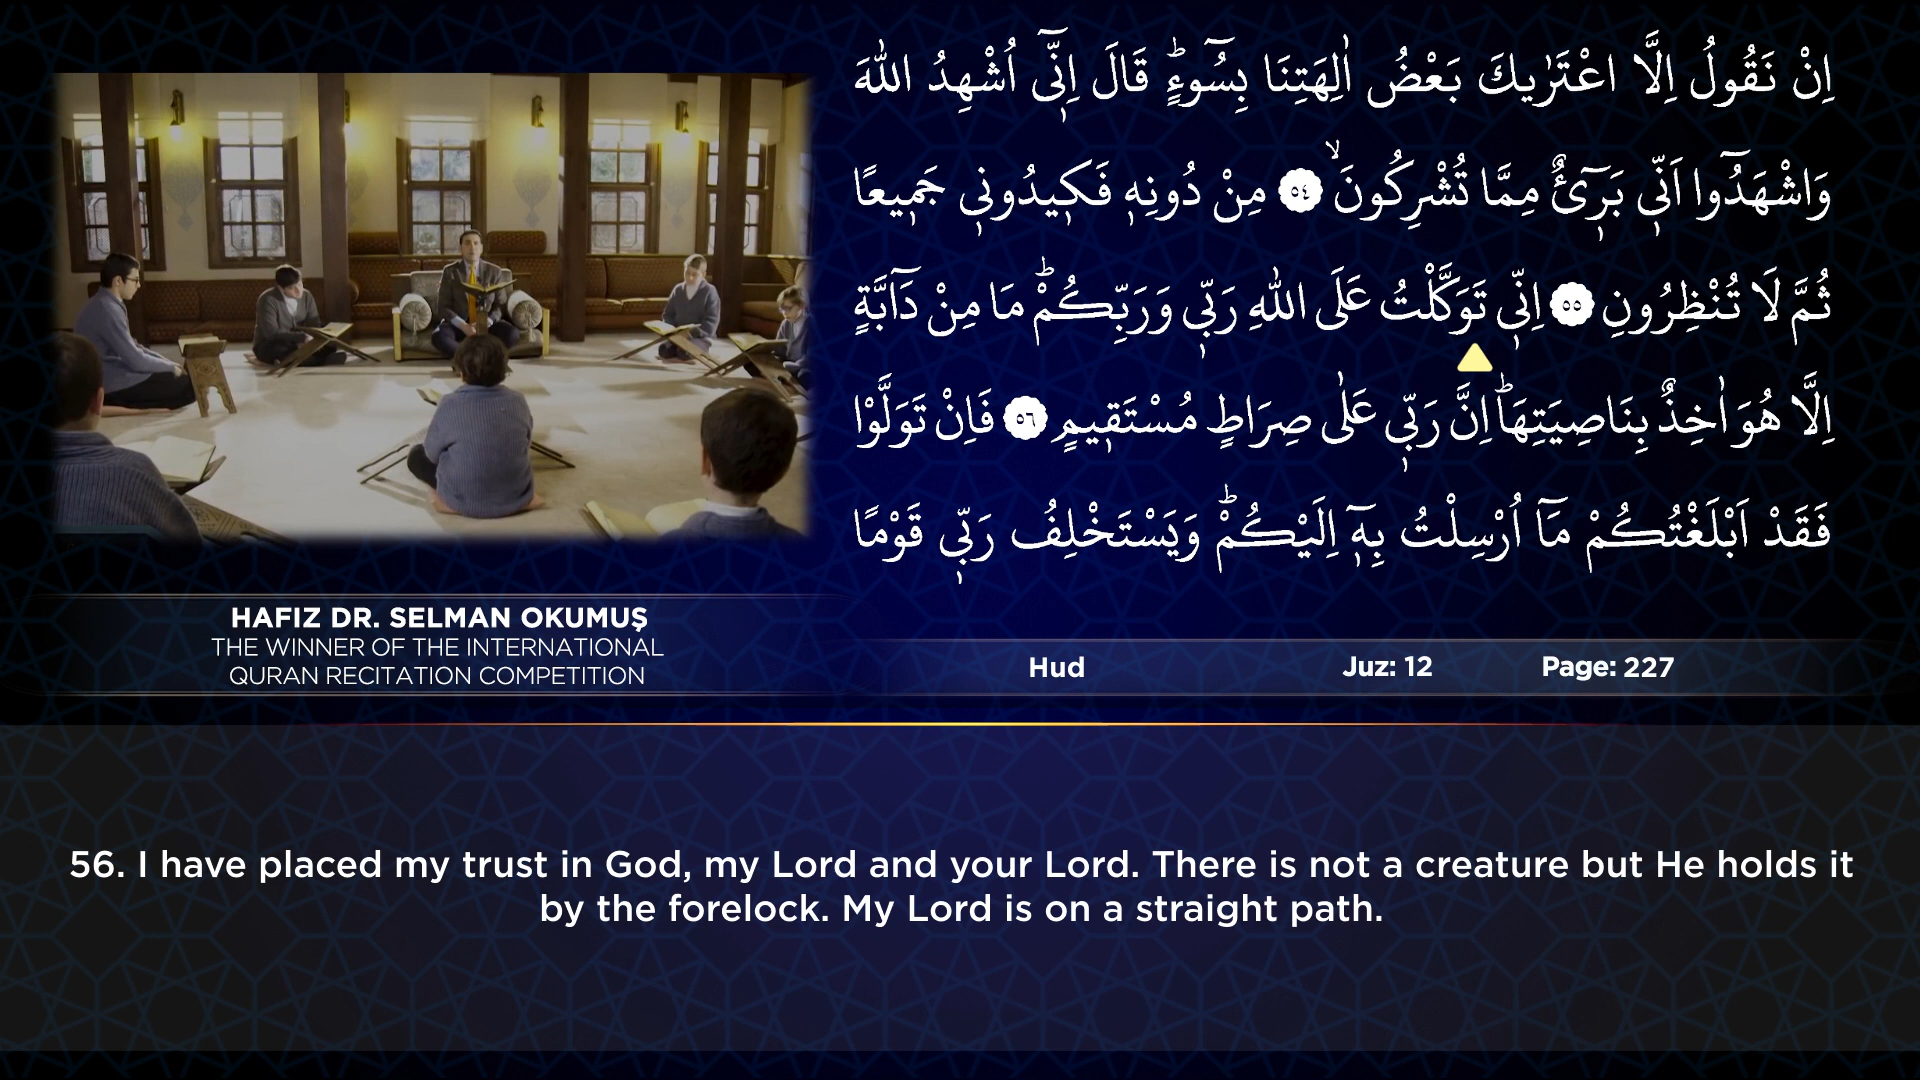 اِنْ نَقُولُ اِلَّا اعْتَرٰيكَ بَعْضُ اٰلِهَتِنَا بِسُٓوءٍۜ قَالَ اِنّ۪ٓي اُشْهِدُ اللّٰهَ
وَاشْهَدُٓوا اَنّ۪ي بَر۪ٓيءٌ مِمَّا تُشْرِكُونَۙ ﴿٥٤﴾ مِنْ دُونِه۪ فَك۪يدُون۪ي جَم۪يعًا
ثُمَّ لَا تُنْظِرُونِ ﴿٥٥﴾ اِنّ۪ي تَوَكَّلْتُ عَلَى اللّٰهِ رَبّ۪ي وَرَبِّكُمْۜ مَا مِنْ دَٓابَّةٍ
اِلَّا هُوَ اٰخِذٌ بِنَاصِيَتِهَاۜ اِنَّ رَبّ۪ي عَلٰى صِرَاطٍ مُسْتَق۪يمٍ ﴿٥٦﴾ فَاِنْ تَوَلَّوْا
فَقَدْ اَبْلَغْتُكُمْ مَٓا اُرْسِلْتُ بِه۪ٓ اِلَيْكُمْۜ وَيَسْتَخْلِفُ رَبّ۪ي قَوْمًا
HAFIZ DR. SELMAN OKUMUŞ
THE WINNER OF THE INTERNATIONAL
QURAN RECITATION COMPETITION
Hud Juz: 12 Page: 227
56. I have placed my trust in God, my Lord and your Lord. There is not a creature but He holds it
by the forelock. My Lord is on a straight path.